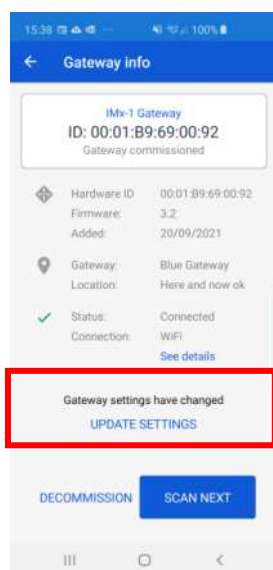 15:38 100%
Gateway info
IMx-1 Gateway
ID: 00:01:B9:69:00:92
Gateway commissioned
Hardware ID 00:01:B9:69:00:92
Firmware: 3.2
Added: 20/09/2021
Gateway: Blue Gateway
Location: Here and now ok
Status: Connected
Connection: WiFi
See details
Gateway settings have changed
UPDATE SETTINGS
DECOMMISSION SCAN NEXT